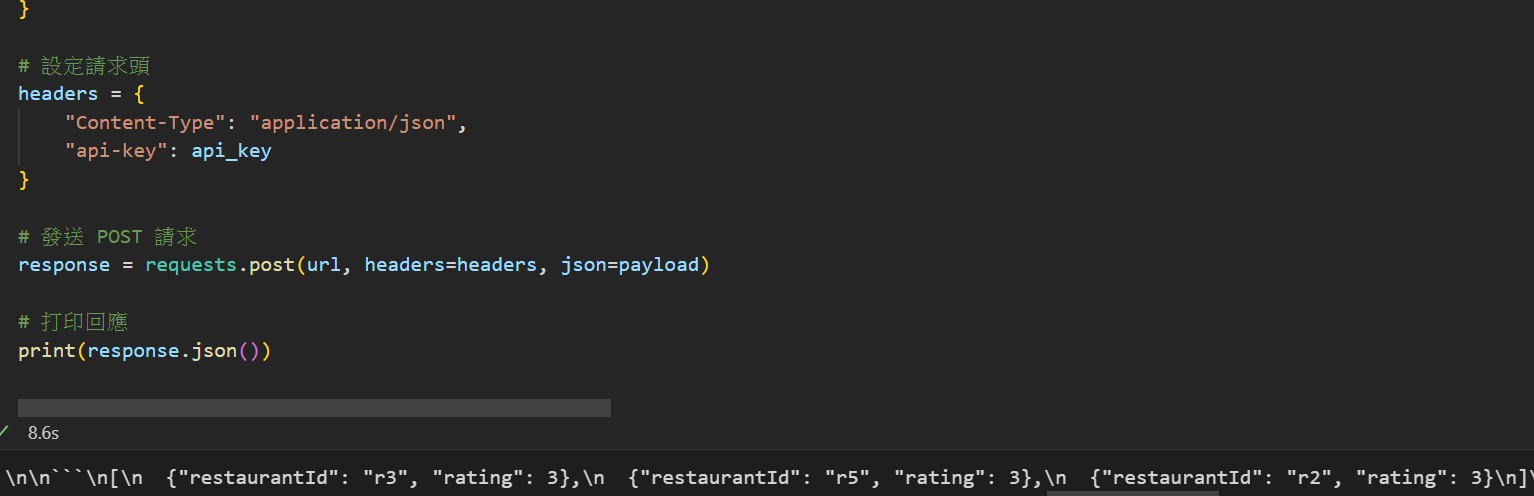 }
# 設定請求頭
headers = {
    "Content-Type": "application/json",
    "api-key": api_key
}
# 發送 POST 請求
response = requests.post(url, headers=headers, json=payload)
# 打印回應
print(response.json())
8.6s
\n\n```\n[\n  {"restaurantId": "r3", "rating": 3},\n  {"restaurantId": "r5", "rating": 3},\n  {"restaurantId": "r2", "rating": 3}\n]\